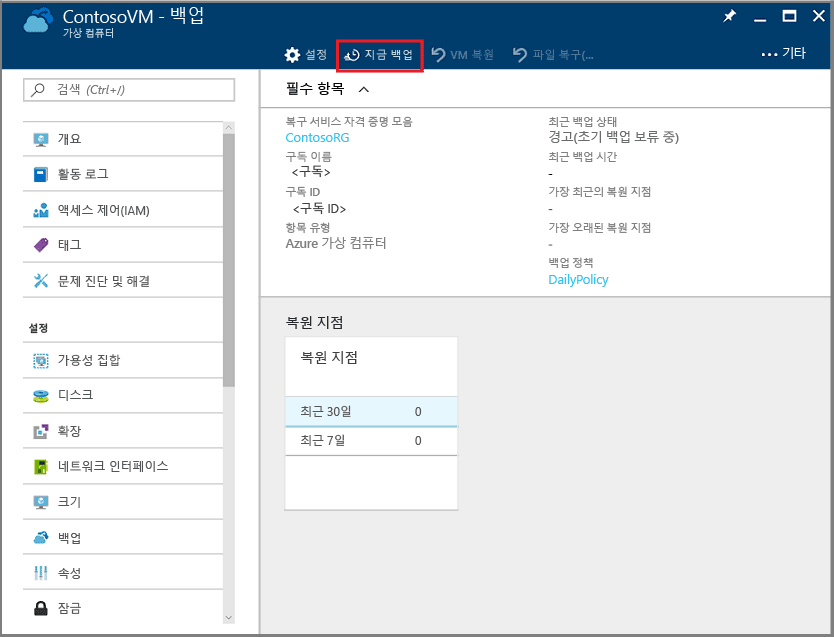 ContosoVM - 백업
가상 컴퓨터
설정
지금 백업
VM 복원
파일 복구(...
기타
검색 (Ctrl+/)
개요
활동 로그
액세스 제어(IAM)
태그
문제 진단 및 해결
설정
가용성 집합
디스크
확장
네트워크 인터페이스
크기
백업
속성
잠금
필수 항목
복구 서비스 자격 증명 모음
ContosoRG
구독 이름
<구독>
구독 ID
<구독 ID>
항목 유형
Azure 가상 컴퓨터
최근 백업 상태
경고(초기 백업 보류 중)
최근 백업 시간
-
가장 최근의 복원 지점
-
가장 오래된 복원 지점
-
백업 정책
DailyPolicy
복원 지점
복원 지점
최근 30일 0
최근 7일 0